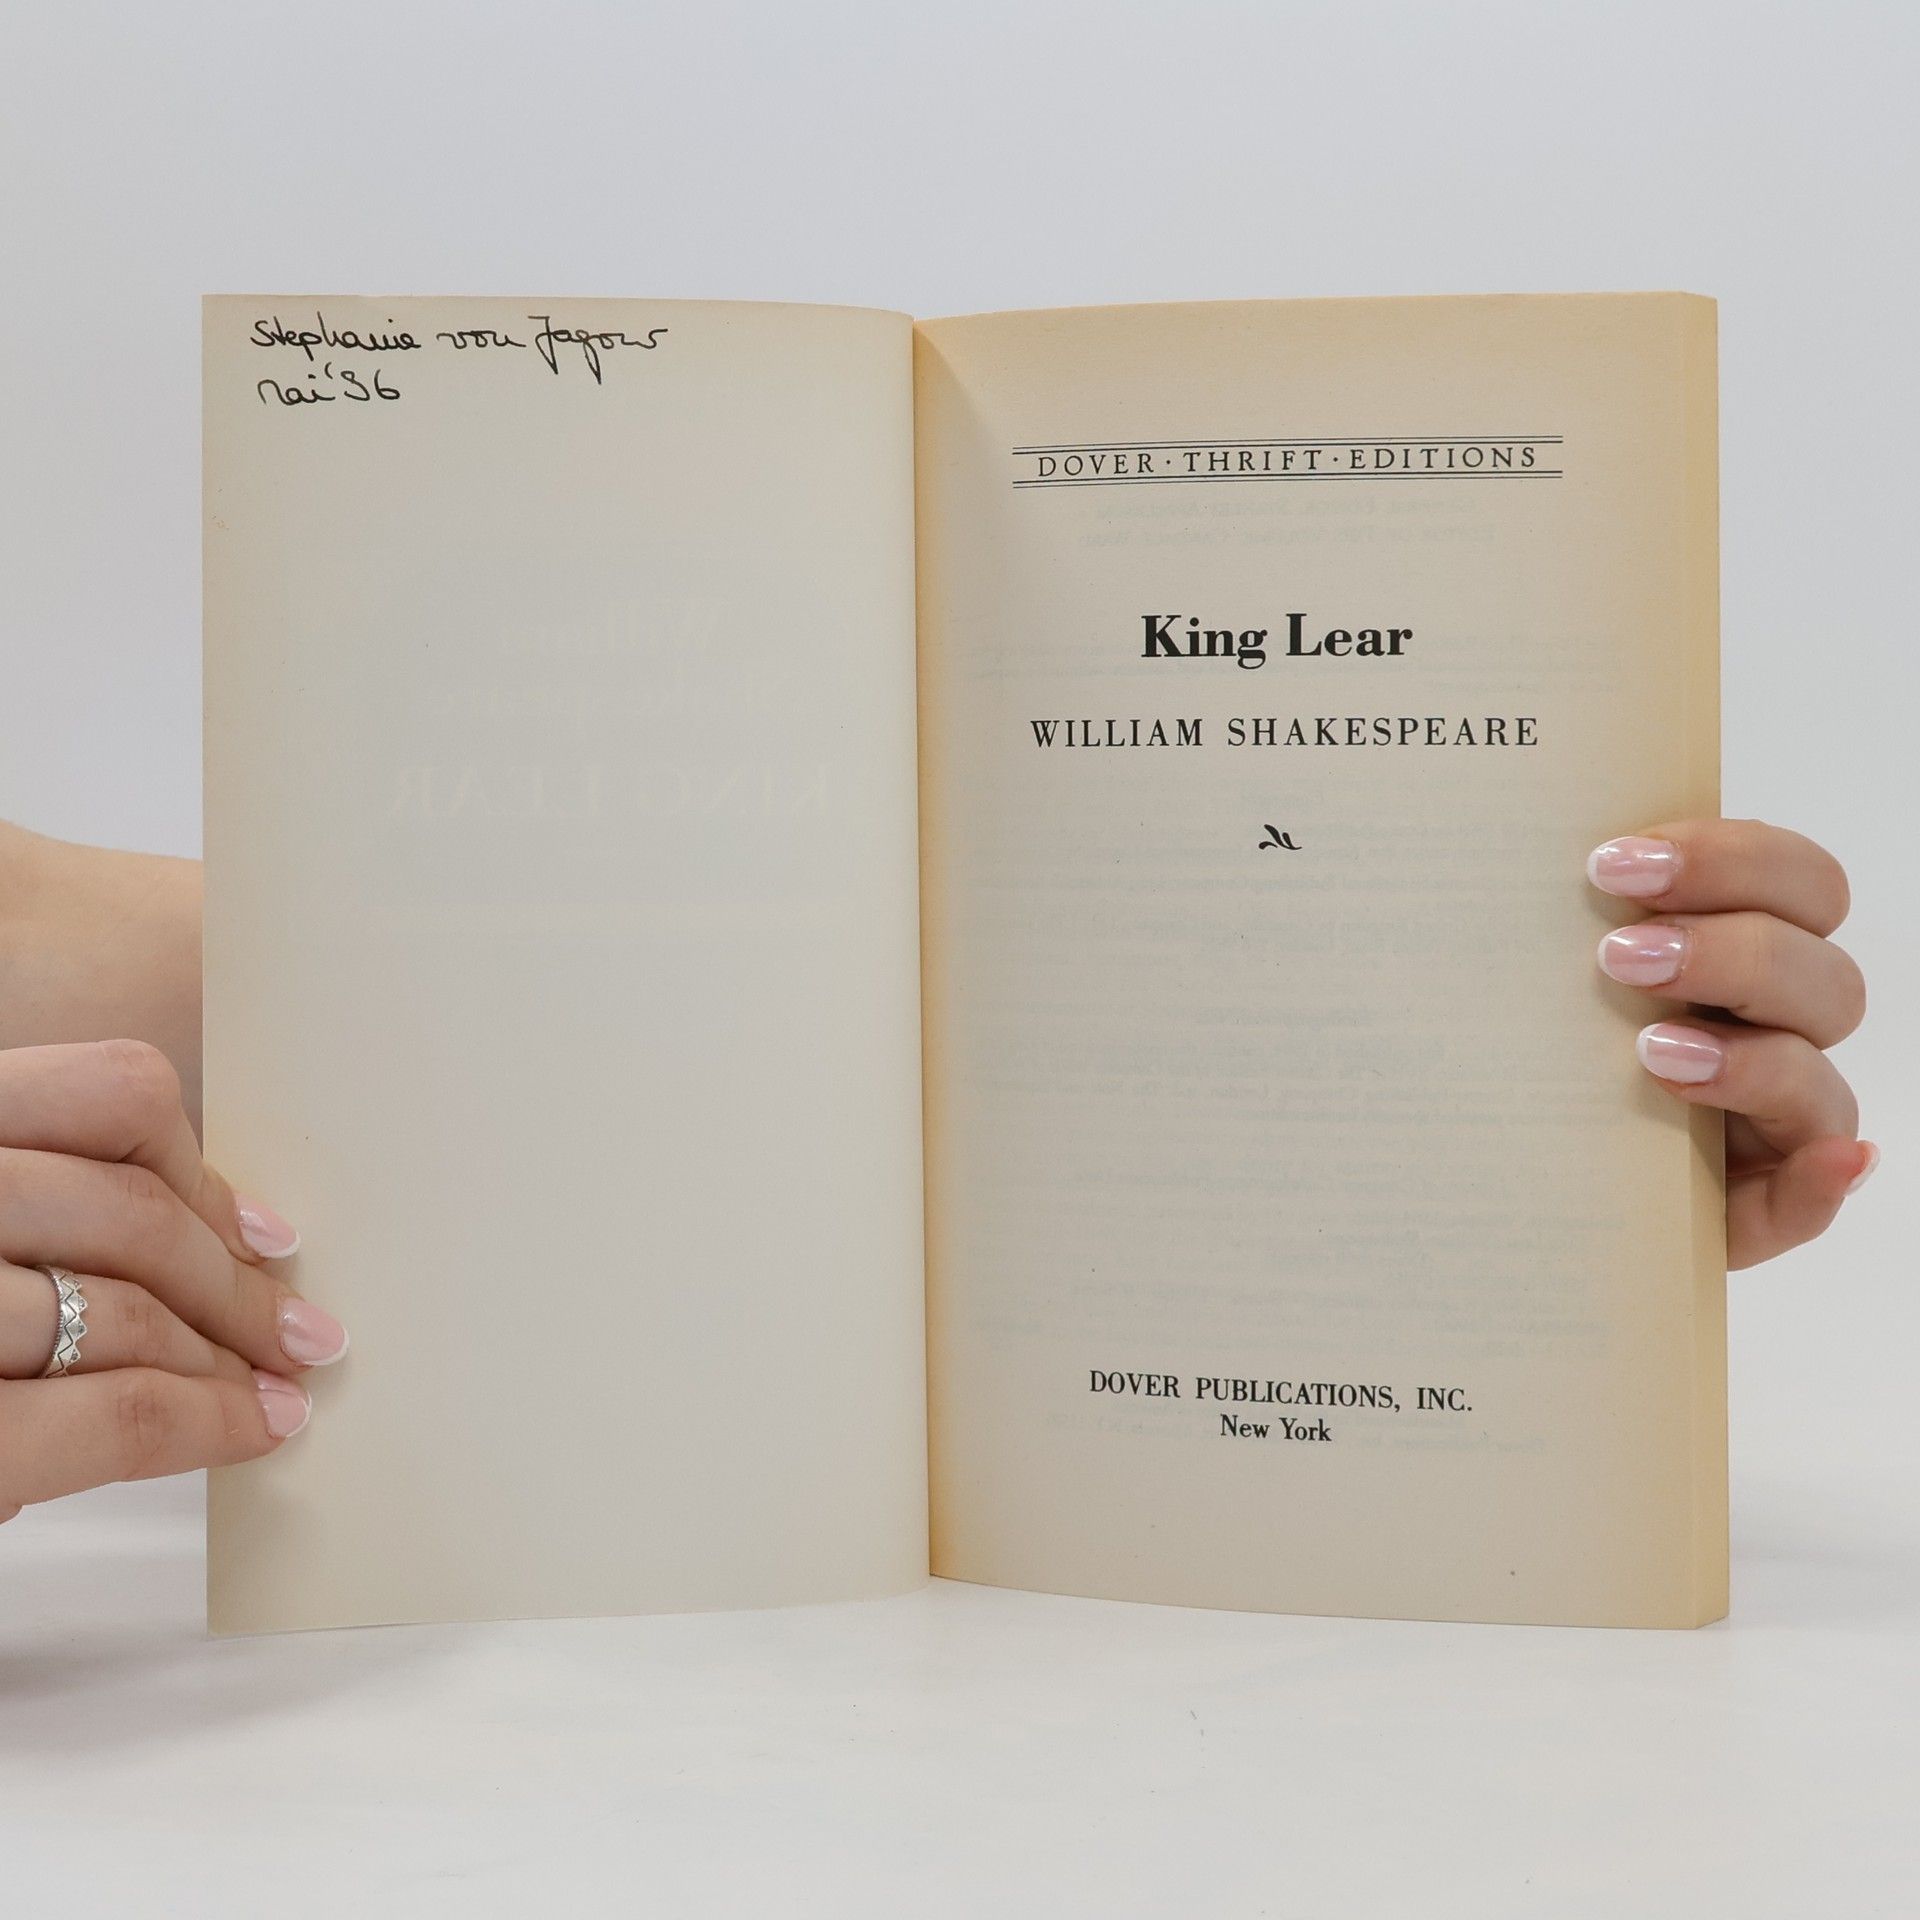 Stephanie von Jagow
Mai '96
DOVER · THRIFT · EDITIONS
King Lear
WILLIAM SHAKESPEARE
DOVER PUBLICATIONS, INC.
New York